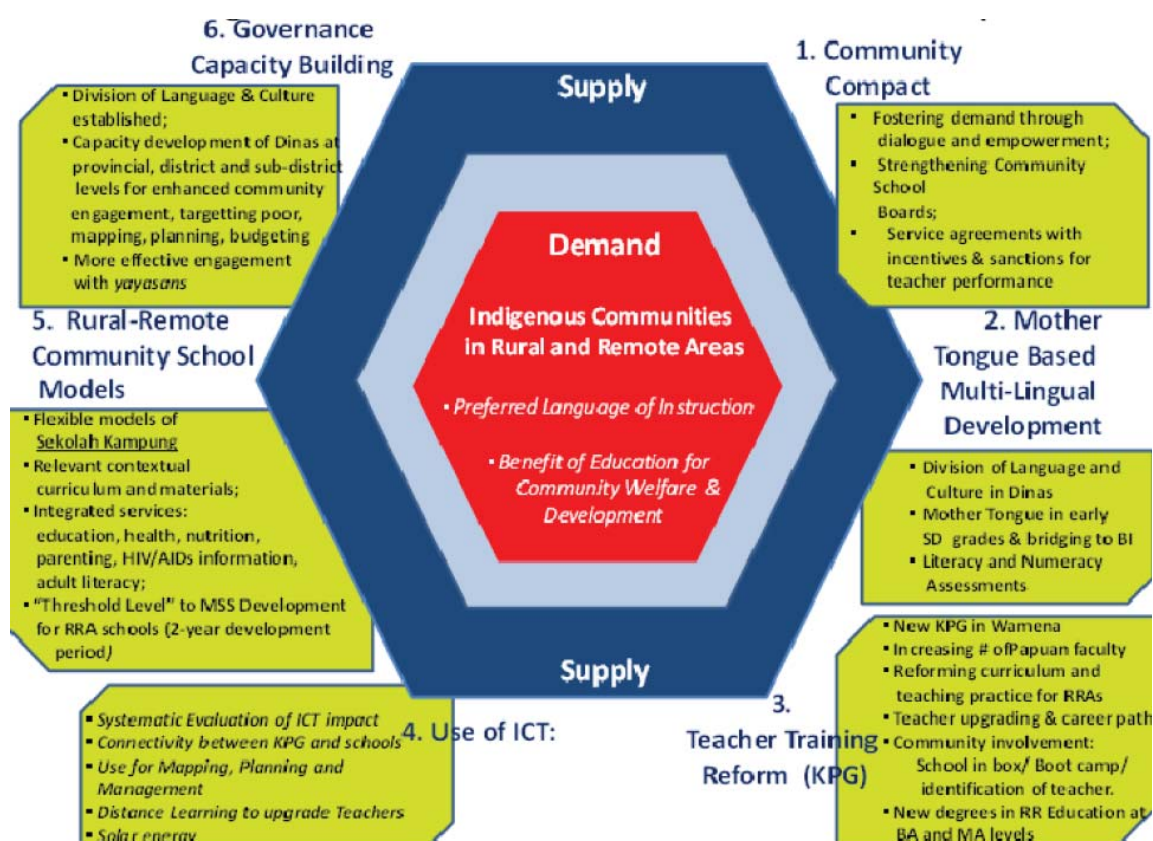 6. Governance
Capacity Building
▪ Division of Language & Culture
established;
▪ Capacity development of Dinas at
provincial, district and sub-district
levels for enhanced community
engagement, targetting poor,
mapping, planning, budgeting
▪ More effective engagement
with yayasans
Supply
Demand
Indigenous Communities
in Rural and Remote Areas
▪ Preferred Language of Instruction
▪ Benefit of Education for
Community Welfare &
Development
Supply
1. Community
Compact
▪ Fostering demand through
dialogue and empowerment;
▪ Strengthening Community
School
Boards;
▪ Service agreements with
incentives & sanctions for
teacher performance
2. Mother
Tongue Based
Multi-Lingual
Development
▪ Division of Language and
Culture in Dinas
▪ Mother Tongue in early
SD grades & bridging to BI
▪ Literacy and Numeracy
Assessments
3.
Teacher Training
Reform (KPG)
▪ New KPG in Wamena
▪ Increasing # ofPapuan faculty
▪ Reforming curriculum and
teaching practice for RRAs
▪ Teacher upgrading & career path
▪ Community involvement:
School in box/ Boot camp/
identification of teacher.
▪ New degrees in RR Education at
BA and MA levels
4. Use of ICT:
▪ Systematic Evaluation of ICT impact
▪ Connectivity between KPG and schools
▪ Use for Mapping, Planning and
Management
▪ Distance Learning to upgrade Teachers
▪ Solar energy
5. Rural-Remote
Community School
Models
▪ Flexible models of
Sekolah Kampung
▪ Relevant contextual
curriculum and materials;
▪ Integrated services:
education, health, nutrition,
parenting, HIV/AIDs information,
adult literacy;
▪ “Threshold Level” to MSS Development
for RRA schools (2-year development
period)